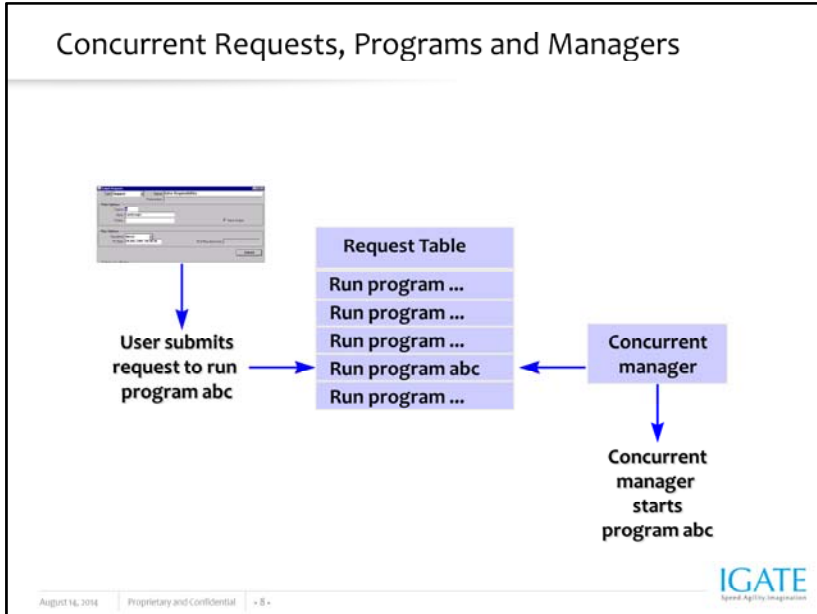 Concurrent Requests, Programs and Managers
Request Table
Run program ...
Run program ...
Run program ...
Run program abc
Run program ...
User submits
request to run
program abc
Concurrent
manager
Concurrent
manager
starts
program abc
August 14, 2014
Proprietary and Confidential
- 8 -
IGATE
Speed.Agility.Imagination